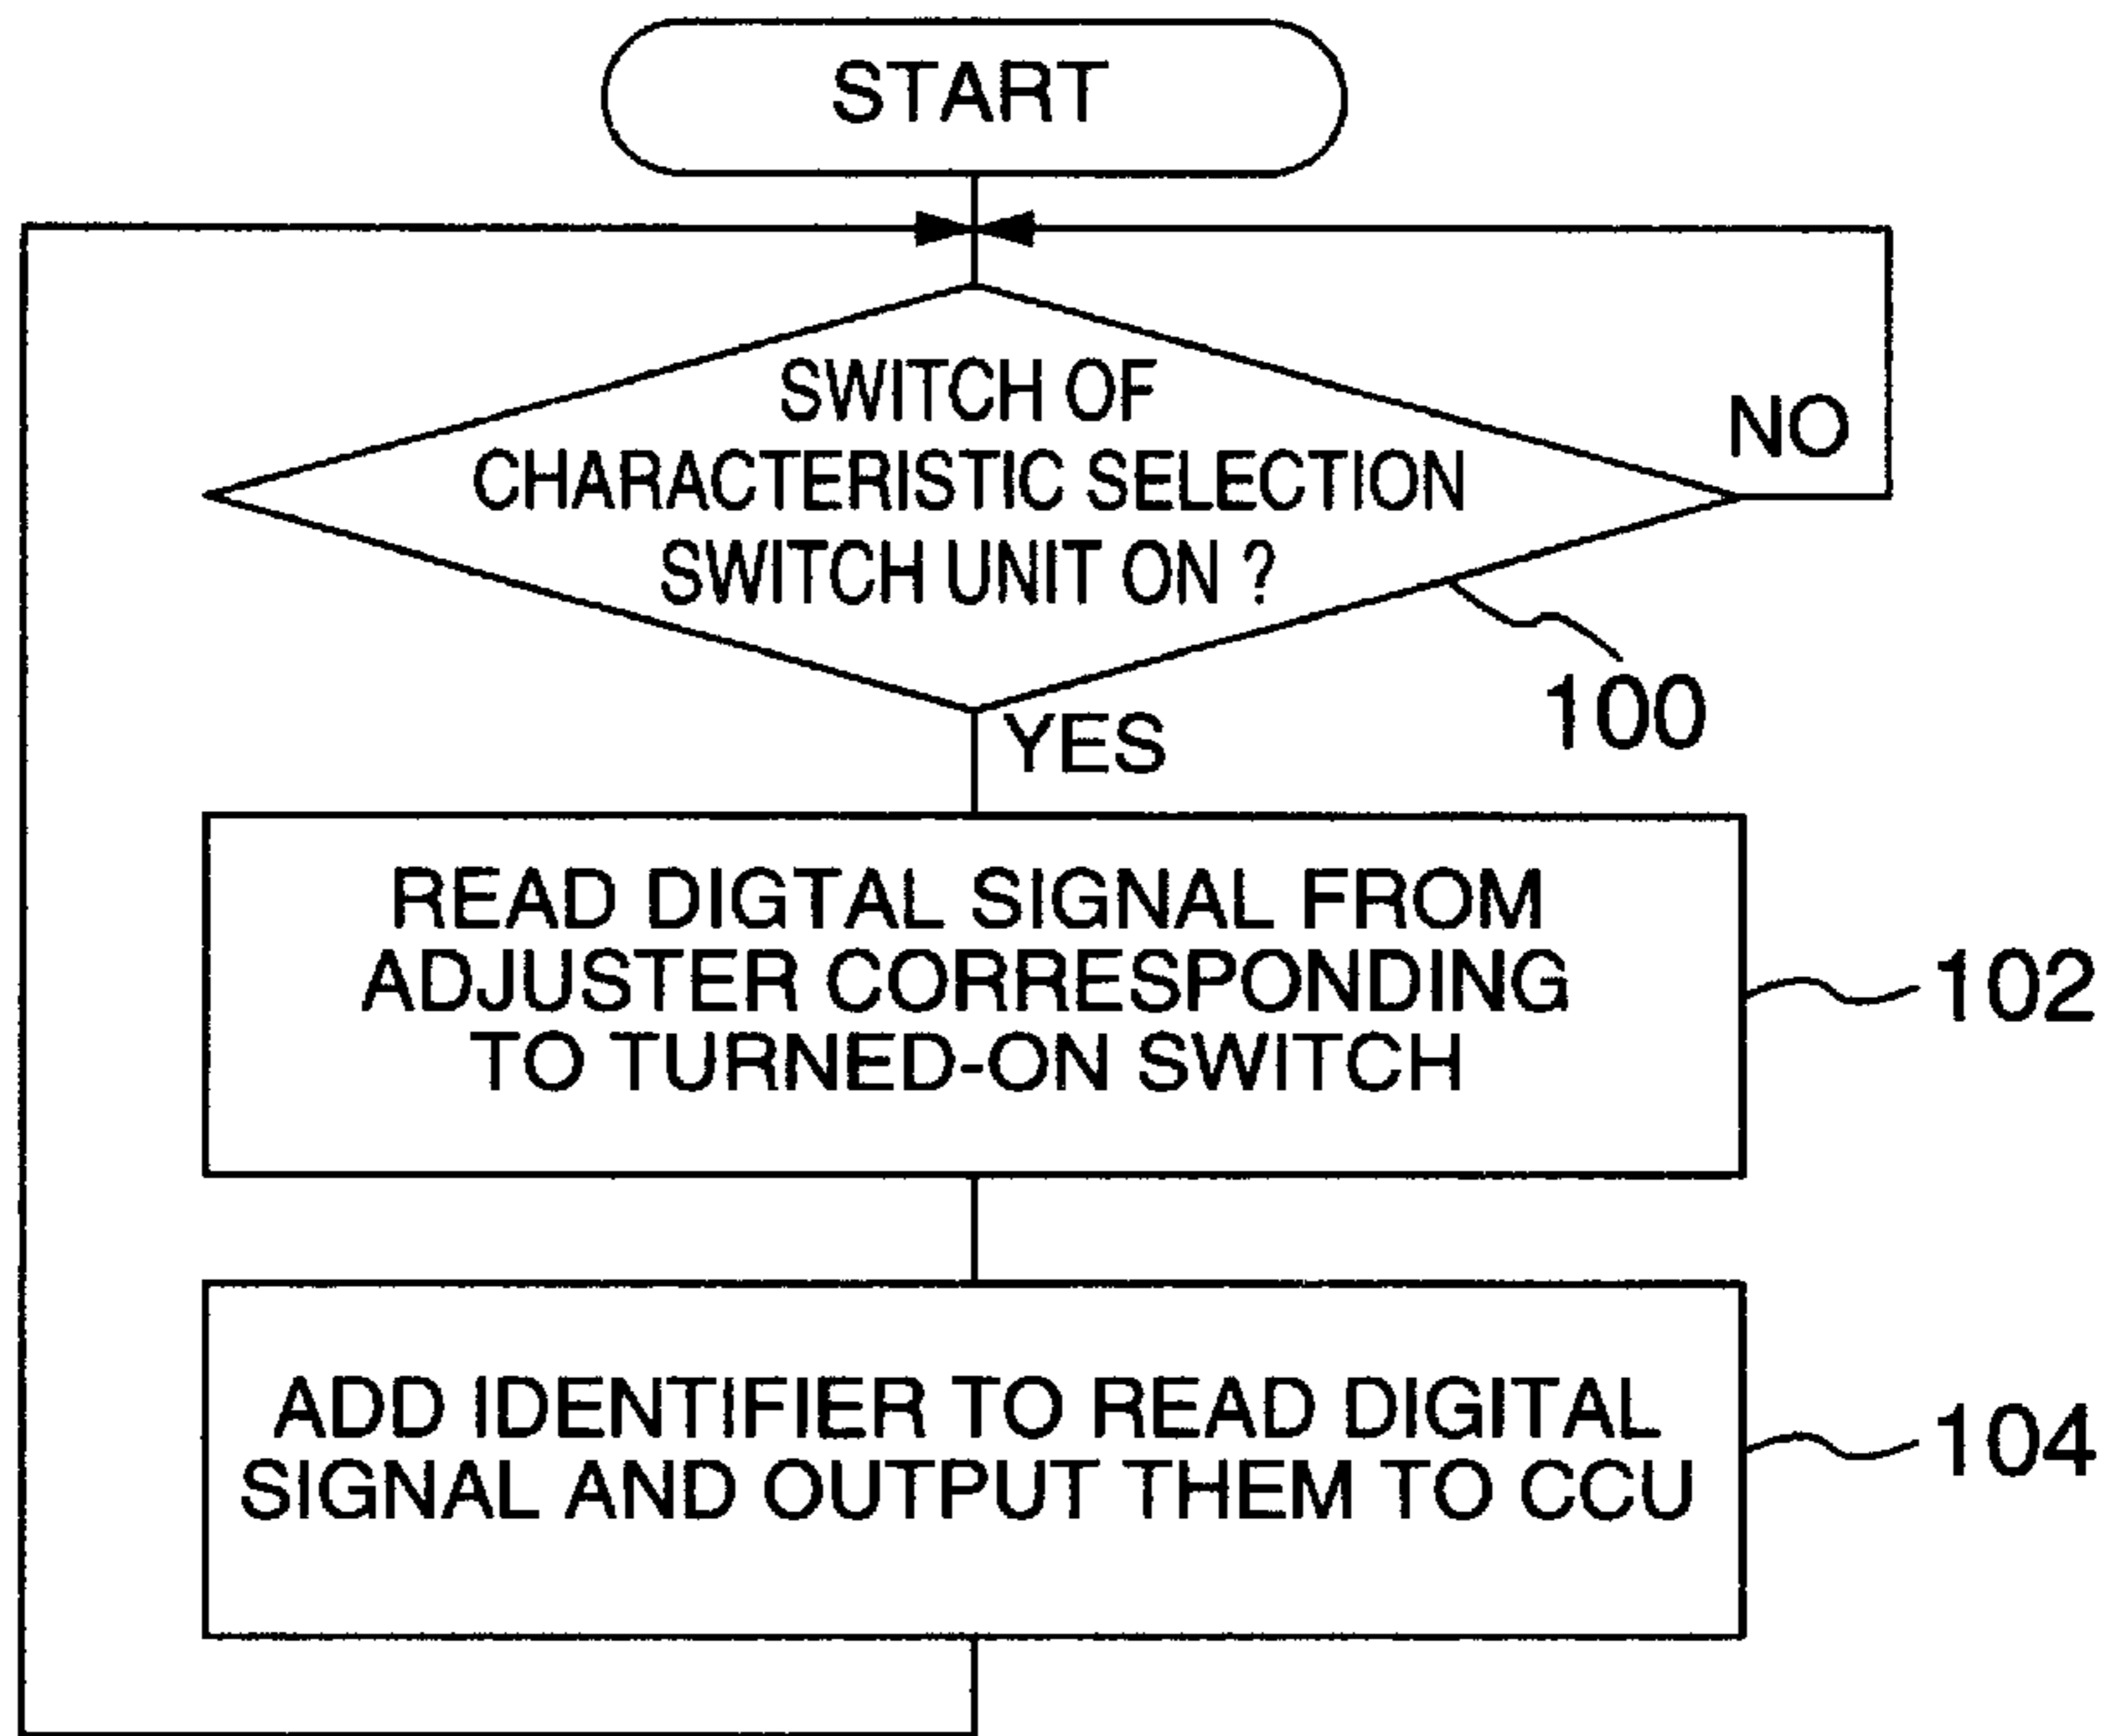 START
SWITCH OF
CHARACTERISTIC SELECTION
SWITCH UNIT ON ?
NO
100
YES
READ DIGTAL SIGNAL FROM
ADJUSTER CORRESPONDING
TO TURNED-ON SWITCH
102
ADD IDENTIFIER TO READ DIGITAL
SIGNAL AND OUTPUT THEM TO CCU
104